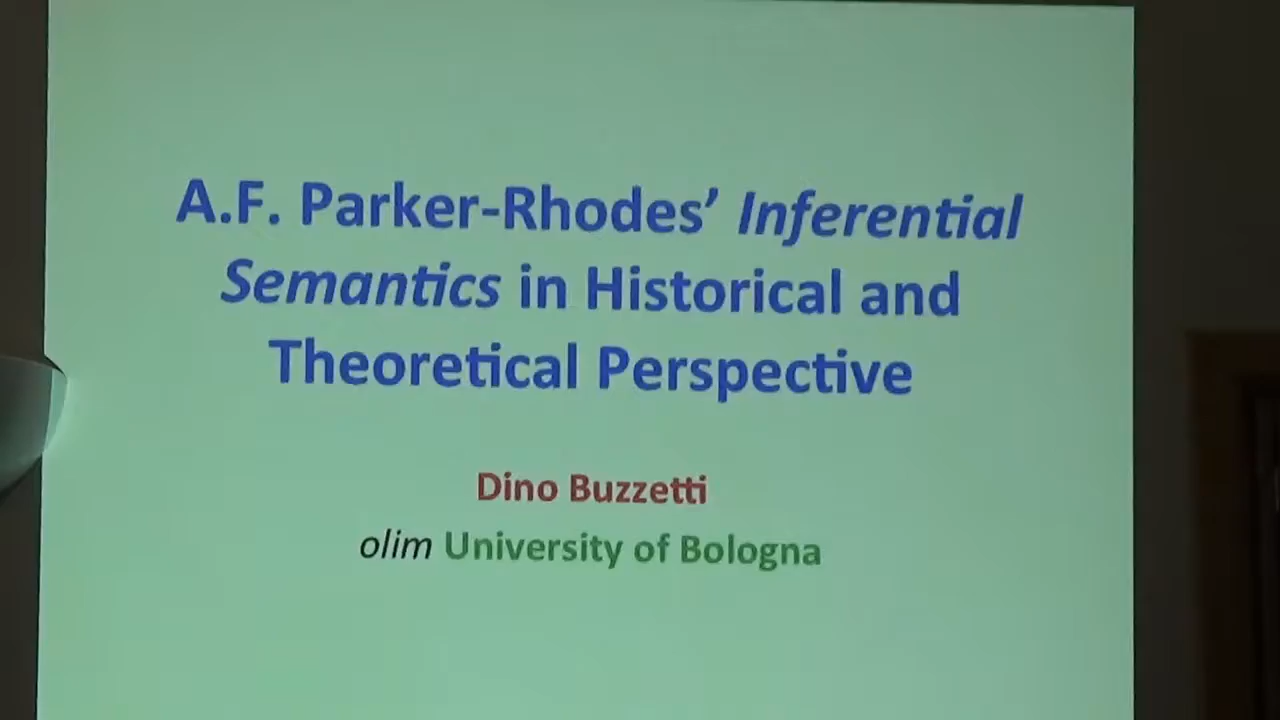 A.F. Parker-Rhodes’ Inferential
Semantics in Historical and
Theoretical Perspective
Dino Buzzetti
olim University of Bologna